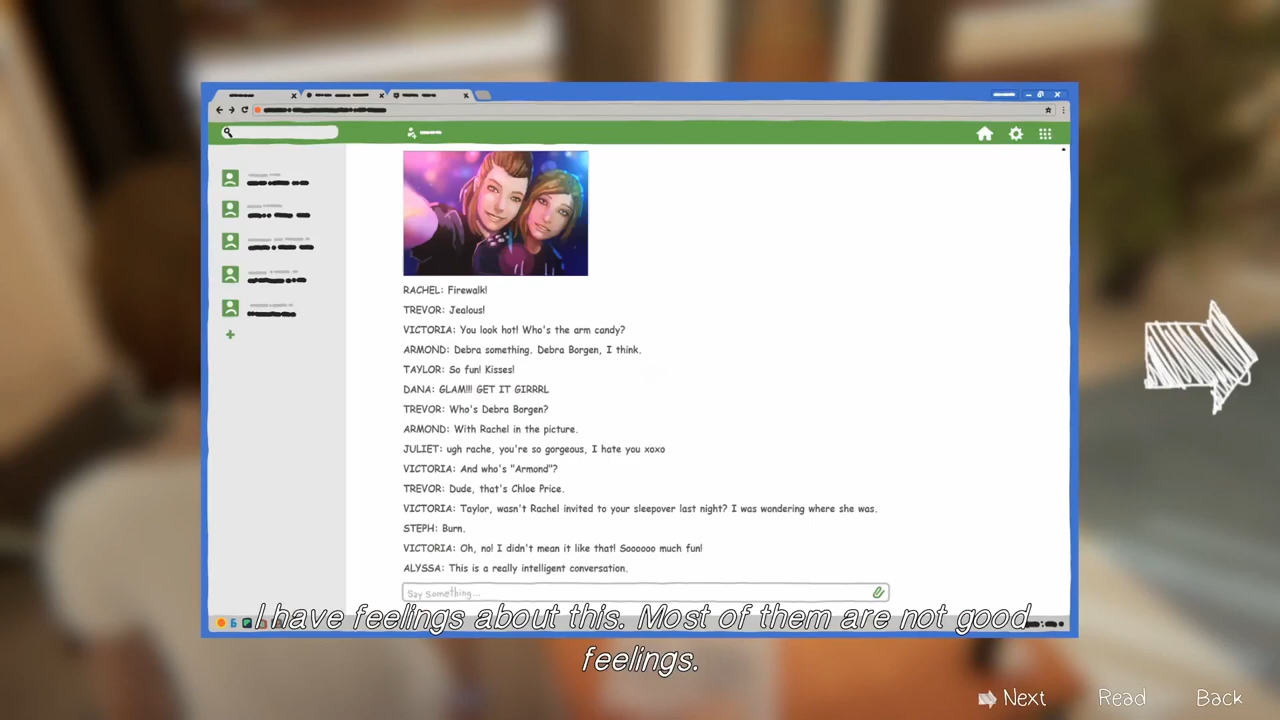 RACHEL: Firewalk!
TREVOR: Jealous!
VICTORIA: You look hot! Who's the arm candy?
ARMOND: Debra something. Debra Borgen, I think.
TAYLOR: So fun! Kisses!
DANA: GLAM!!! GET IT GIRRRL
TREVOR: Who's Debra Borgen?
ARMOND: With Rachel in the picture.
JULIET: ugh rache, you're so gorgeous, I hate you xoxo
VICTORIA: And who's "Armond"?
TREVOR: Dude, that's Chloe Price.
VICTORIA: Taylor, wasn't Rachel invited to your sleepover last night? I was wondering where she was.
STEPH: Burn.
VICTORIA: Oh, no! I didn't mean it like that! Soooooo much fun!
ALYSSA: This is a really intelligent conversation.
Say Something...
I have feelings about this. Most of them are not good
feelings.
Next Read Back